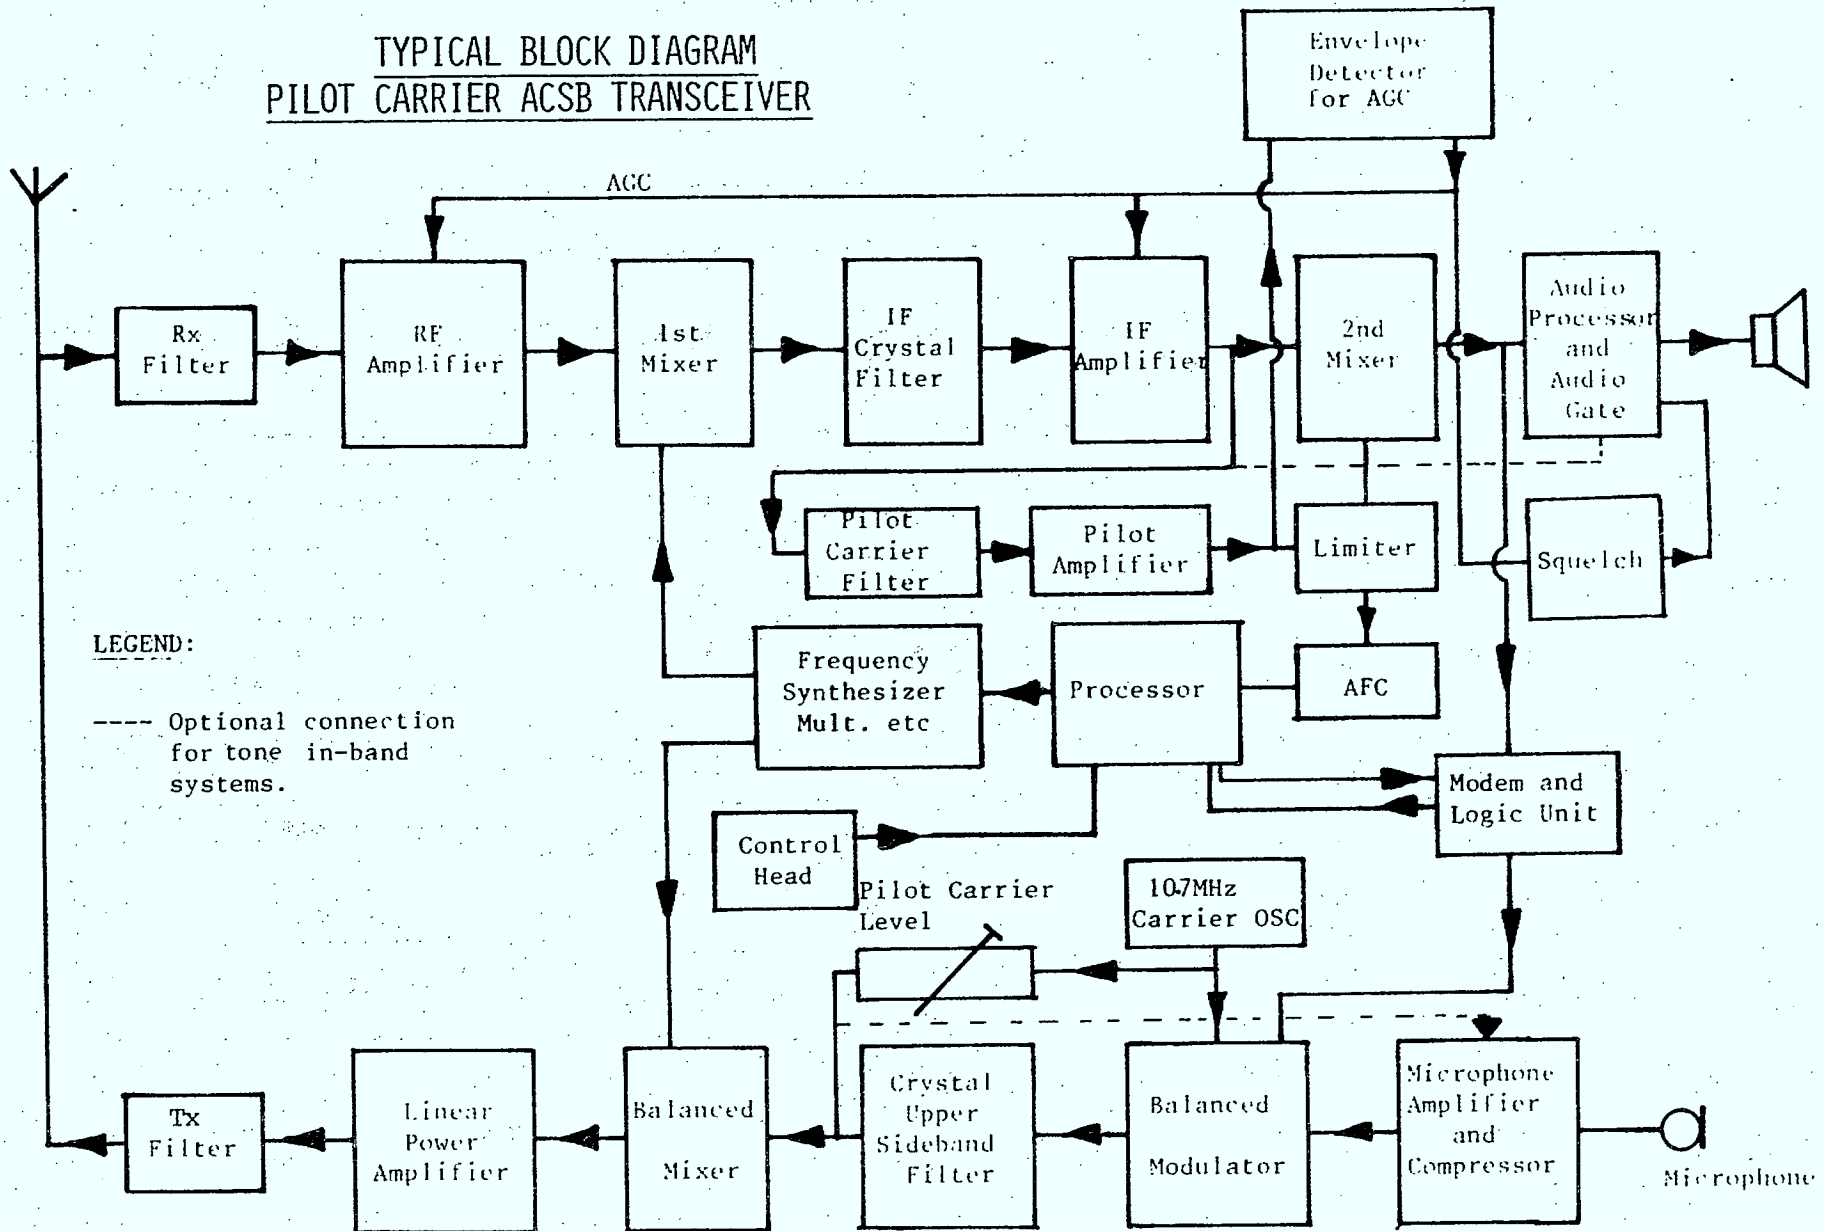 TYPICAL BLOCK DIAGRAM
PILOT CARRIER ACSB TRANSCEIVER
Envelope
Detector
for AGC
AGC
Rx
Filter
RF
Amplifier
1st
Mixer
IF
Crystal
Filter
IF
Amplifier
2nd
Mixer
Audio
Processor
and
Audio
Gate
Pilot
Carrier
Filter
Pilot
Amplifier
Limiter
Squelch
LEGEND:
---- Optional connection
for tone in-band
systems.
Frequency
Synthesizer
Mult. etc
Processor
AFC
Modem and
Logic Unit
Control
Head
Pilot Carrier
Level
10.7MHz
Carrier OSC
Tx
Filter
Linear
Power
Amplifier
Balanced
Mixer
Crystal
Upper
Sideband
Filter
Balanced
Modulator
Microphone
Amplifier
and
Compressor
Microphone